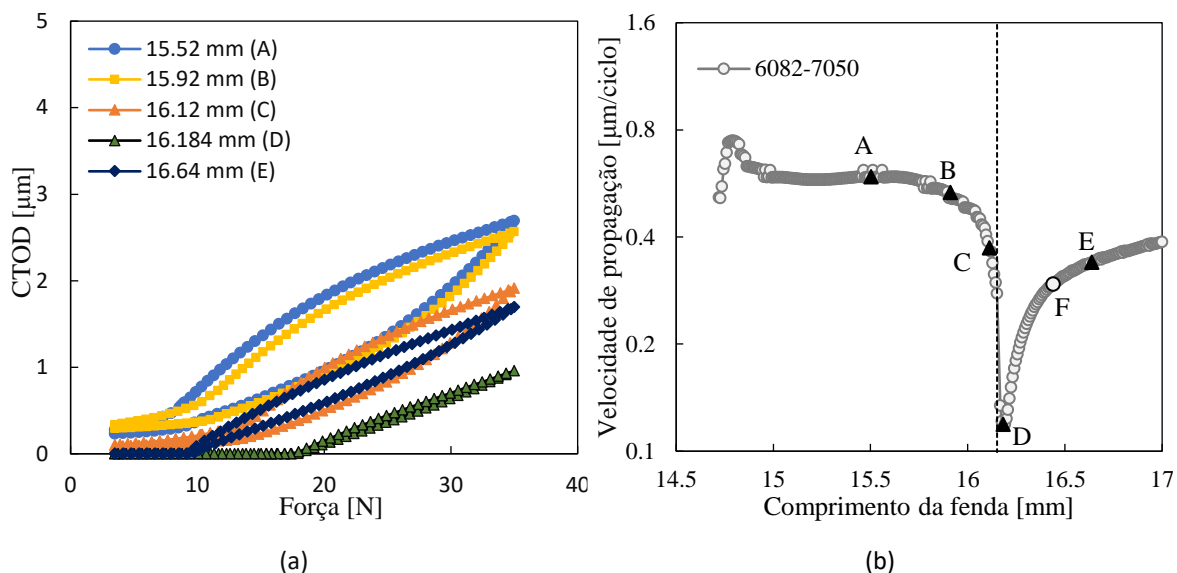 5
4
3
2
1
0
0
10
20
30
40
CTOD [µm]
Força [N]
15.52 mm (A)
15.92 mm (B)
16.12 mm (C)
16.184 mm (D)
16.64 mm (E)
(a)
1.6
0.8
0.4
0.2
0.1
14.5
15
15.5
16
16.5
17
Velocidade de propagação [µm/ciclo]
Comprimento da fenda [mm]
6082-7050
A
B
C
D
E
F
(b)